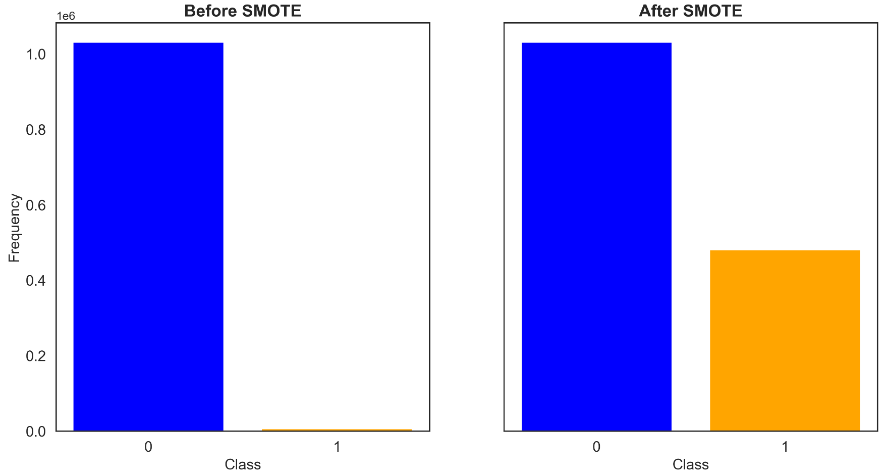 Before SMOTE
After SMOTE
1e6
1.0
0.8
0.6
0.4
0.2
0.0
Frequency
0
1
Class
0
1
Class